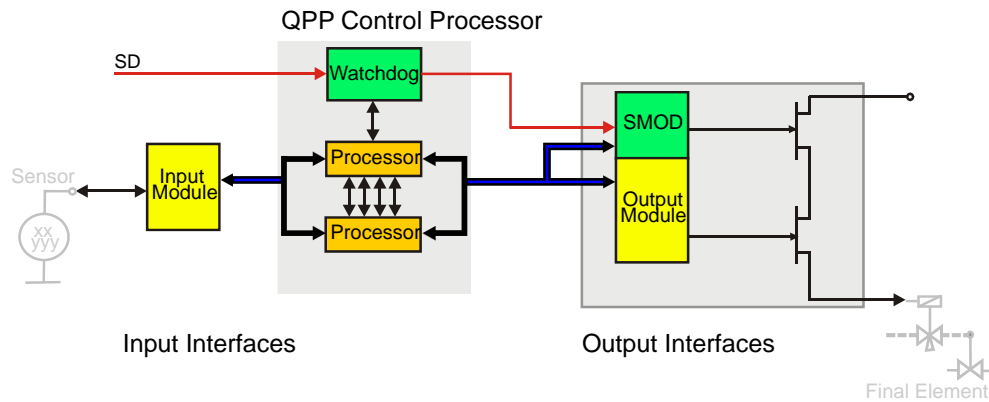 QPP Control Processor
SD
Watchdog
SMOD
Processor
Sensor
Input
Module
Output
Module
xx
yyy
Processor
Input Interfaces
Output Interfaces
Final Element